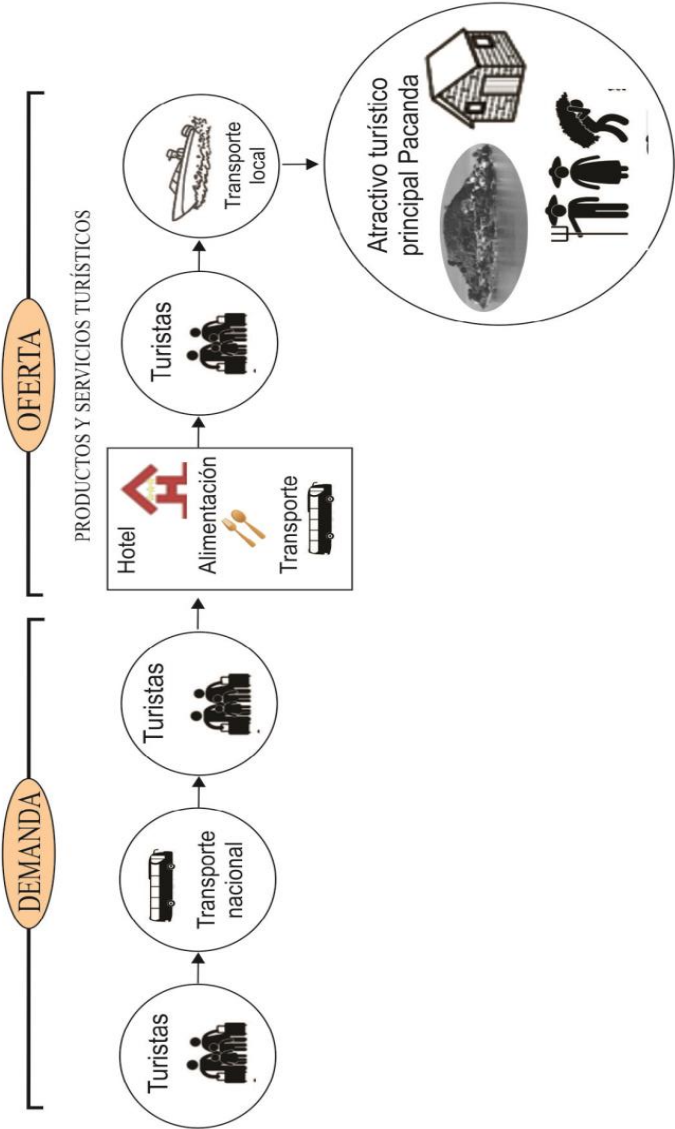 DEMANDA
OFERTA
PRODUCTOS Y SERVICIOS TURÍSTICOS
Turistas
Transporte
nacional
Turistas
Hotel
Alimentación
Transporte
Turistas
Transporte
local
Atractivo turístico
principal Pacanda